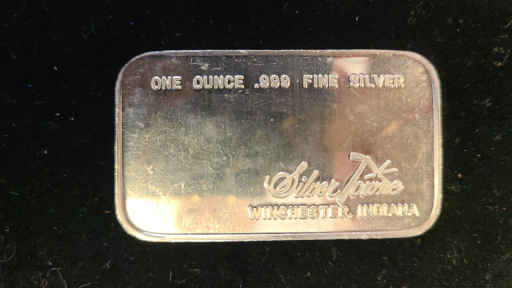 ONE OUNCE .999 FINE SILVER
Silver Towne
WINCHESTER, INDIANA